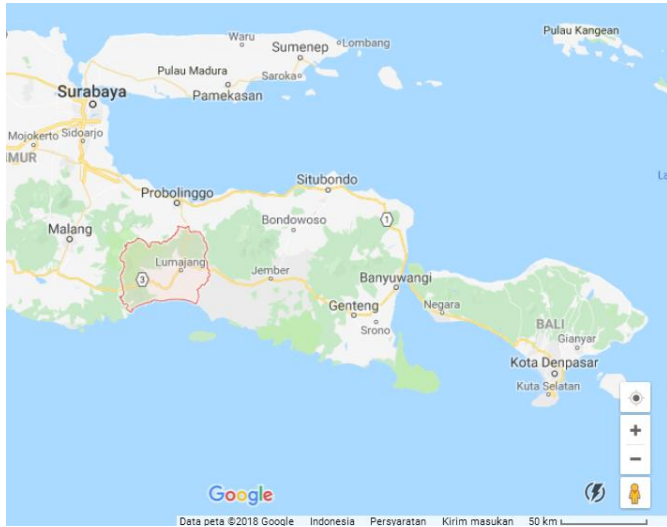 Waru
Lombang
Pulau Kangean
Sumenep
Pulau Madura
Saroka
Pamekasan
Surabaya
Mojokerto
Sidoarjo
IMUR
La
Situbondo
Probolinggo
Bondowoso
1
Malang
Lumajang
3
Jember
Banyuwangi
Genteng
Srono
Negara
BALI
Gianyar
Kota Denpasar
Kuta Selatan
+
−
Google
Data peta ©2018 Google Indonesia Persyaratan Kirim masukan 50 km